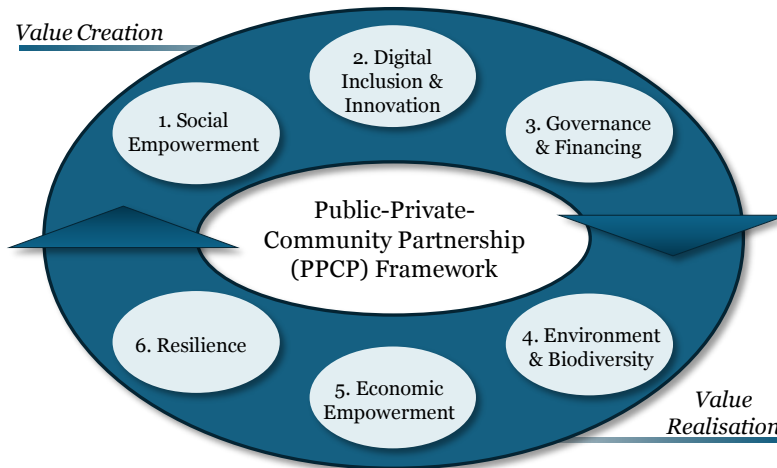 Value Creation
2. Digital
Inclusion &
Innovation
1. Social
Empowerment
3. Governance
& Financing
Public-Private-
Community Partnership
(PPCP) Framework
6. Resilience
4. Environment
& Biodiversity
5. Economic
Empowerment
Value
Realisation